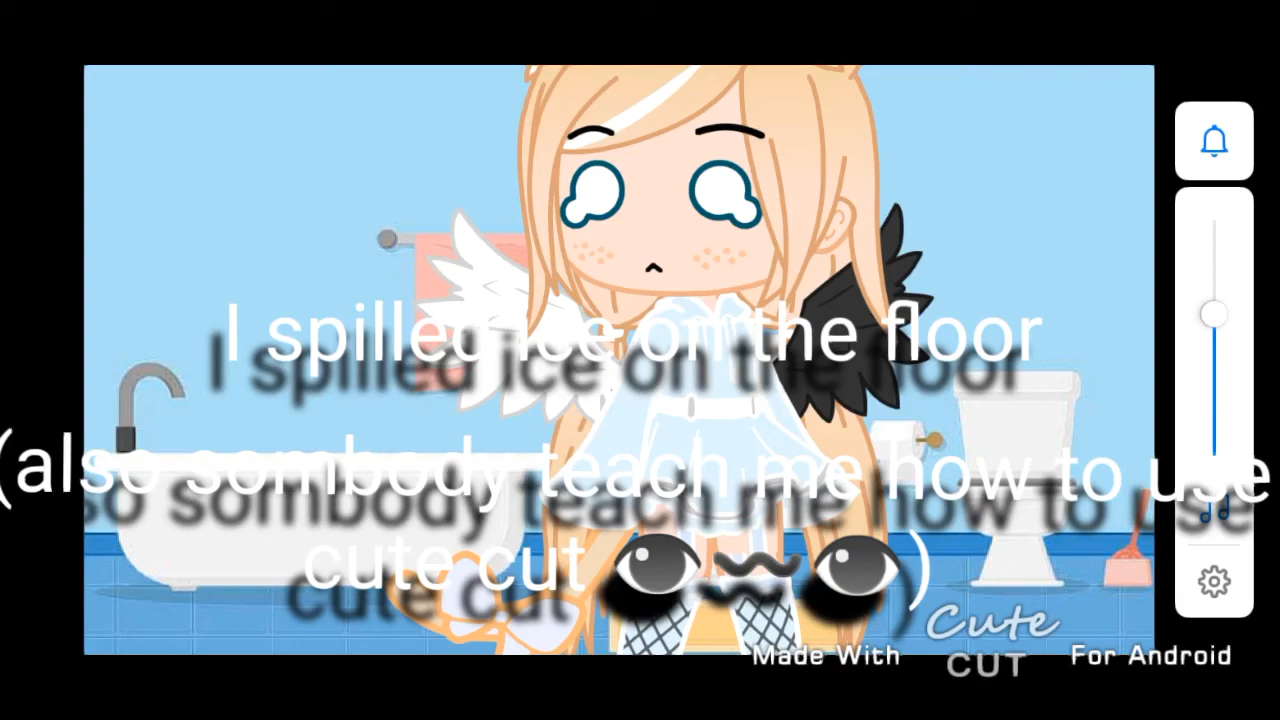 I spilled ice on the floor
(also sombody teach me how to use
cute cut 👁️〰️👁️)
Made With Cute CUT For Android